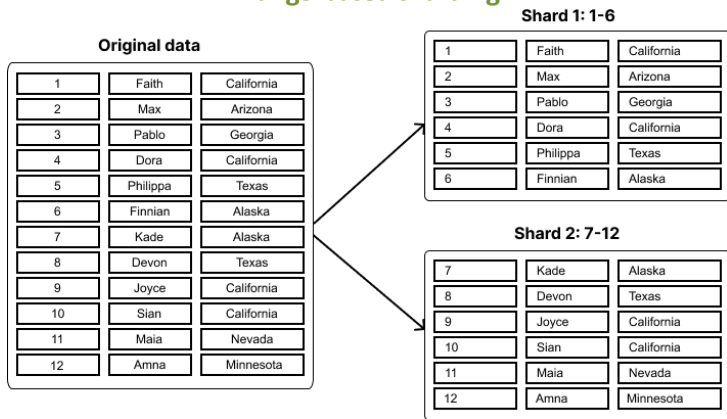 Original data
1 Faith California
2 Max Arizona
3 Pablo Georgia
4 Dora California
5 Philippa Texas
6 Finnian Alaska
7 Kade Alaska
8 Devon Texas
9 Joyce California
10 Sian California
11 Maia Nevada
12 Amna Minnesota
Shard 1: 1-6
1 Faith California
2 Max Arizona
3 Pablo Georgia
4 Dora California
5 Philippa Texas
6 Finnian Alaska
Shard 2: 7-12
7 Kade Alaska
8 Devon Texas
9 Joyce California
10 Sian California
11 Maia Nevada
12 Amna Minnesota